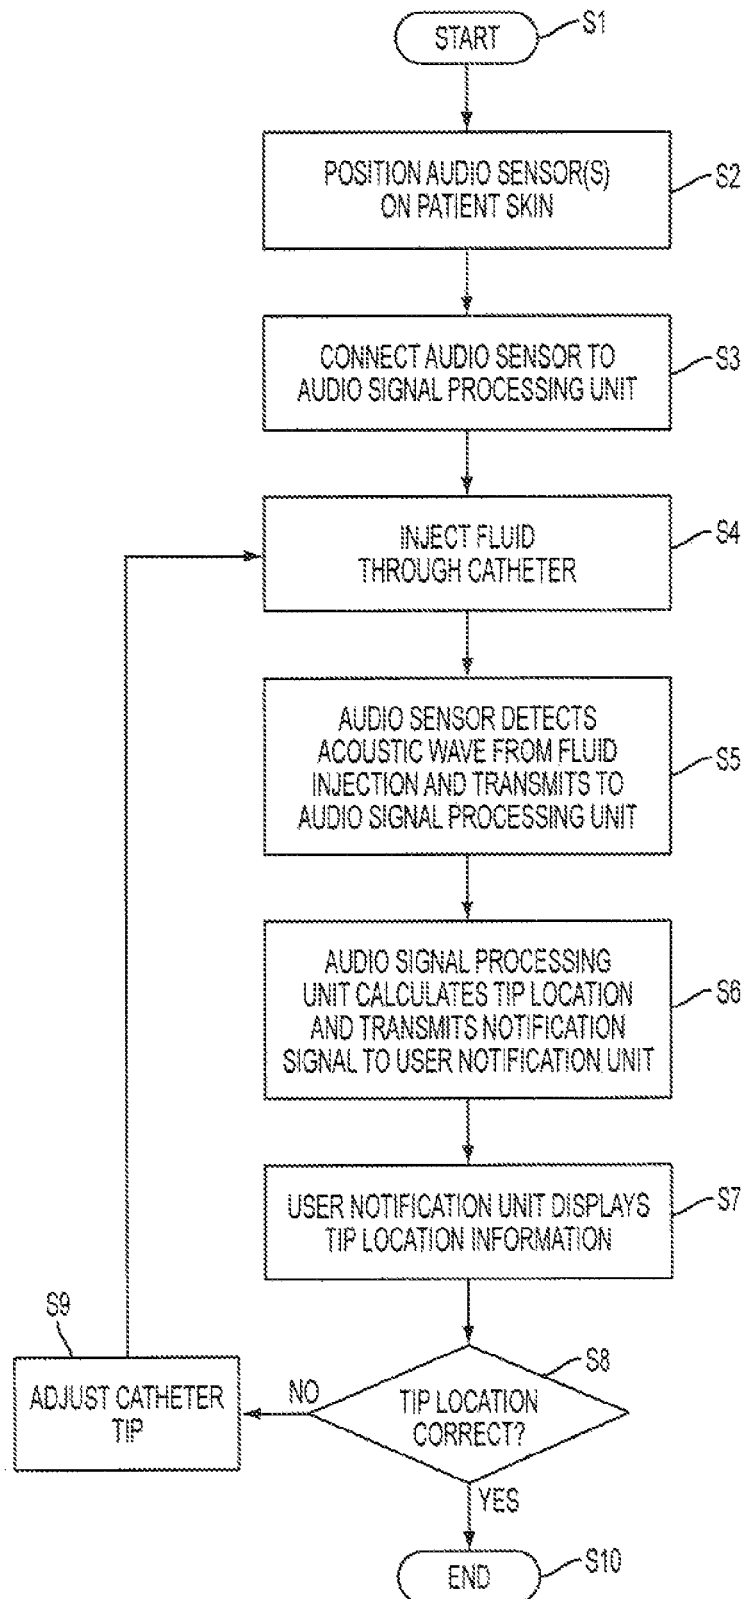 START
S1
POSITION AUDIO SENSOR(S)
ON PATIENT SKIN
S2
CONNECT AUDIO SENSOR TO
AUDIO SIGNAL PROCESSING UNIT
S3
INJECT FLUID
THROUGH CATHETER
S4
AUDIO SENSOR DETECTS
ACOUSTIC WAVE FROM FLUID
INJECTION AND TRANSMITS TO
AUDIO SIGNAL PROCESSING UNIT
S5
AUDIO SIGNAL PROCESSING
UNIT CALCULATES TIP LOCATION
AND TRANSMITS NOTIFICATION
SIGNAL TO USER NOTIFICATION UNIT
S6
USER NOTIFICATION UNIT DISPLAYS
TIP LOCATION INFORMATION
S7
TIP LOCATION
CORRECT?
S8
NO
S9
ADJUST CATHETER
TIP
YES
END
S10